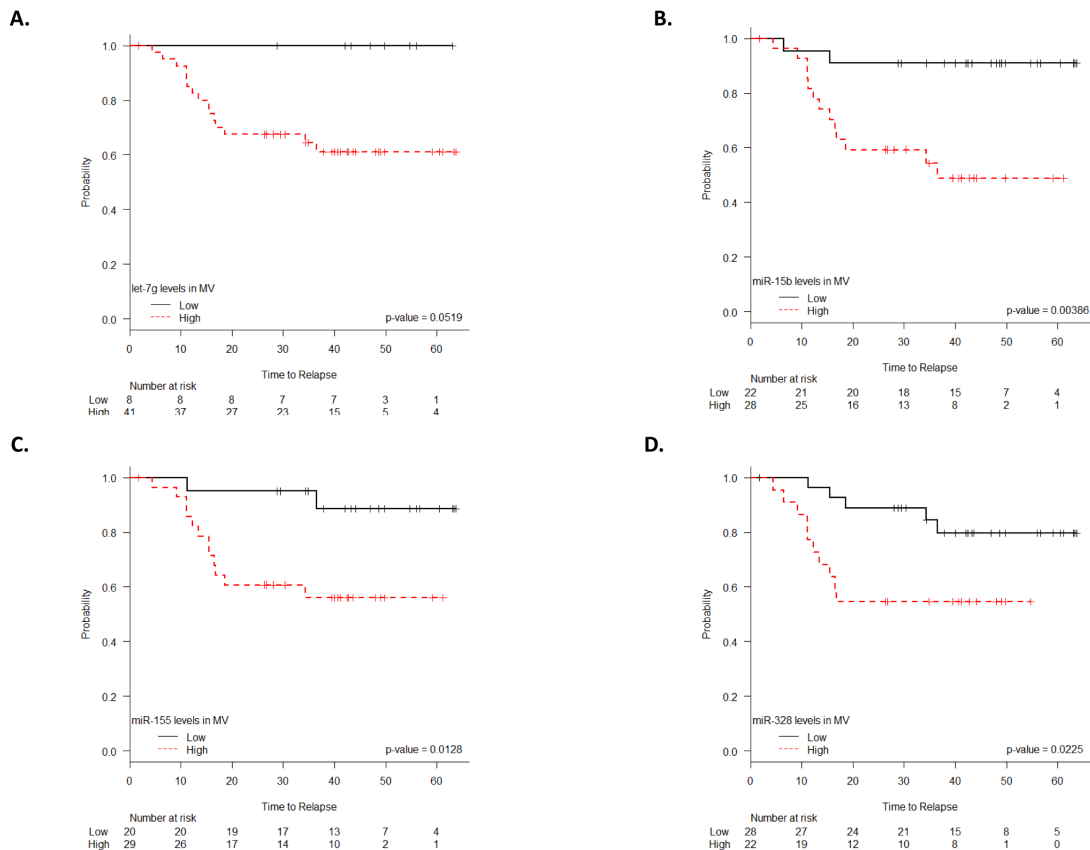 A.
1.0
0.8
0.6
0.4
0.2
0.0
Probability
let-7g levels in MV
Low
High
p-value = 0.0519
0 10 20 30 40 50 60
Time to Relapse
Number at risk
Low 8 8 8 7 7 3 1
High 41 37 27 23 15 5 4
B.
1.0
0.8
0.6
0.4
0.2
0.0
Probability
miR-15b levels in MV
Low
High
p-value = 0.00386
0 10 20 30 40 50 60
Time to Relapse
Number at risk
Low 22 21 20 18 15 7 4
High 28 25 16 13 8 2 1
C.
1.0
0.8
0.6
0.4
0.2
0.0
Probability
miR-155 levels in MV
Low
High
p-value = 0.0128
0 10 20 30 40 50 60
Time to Relapse
Number at risk
Low 20 20 19 17 13 7 4
High 29 26 17 14 10 2 1
D.
1.0
0.8
0.6
0.4
0.2
0.0
Probability
miR-328 levels in MV
Low
High
p-value = 0.0225
0 10 20 30 40 50 60
Time to Relapse
Number at risk
Low 28 27 24 21 15 8 5
High 22 19 12 10 8 1 0